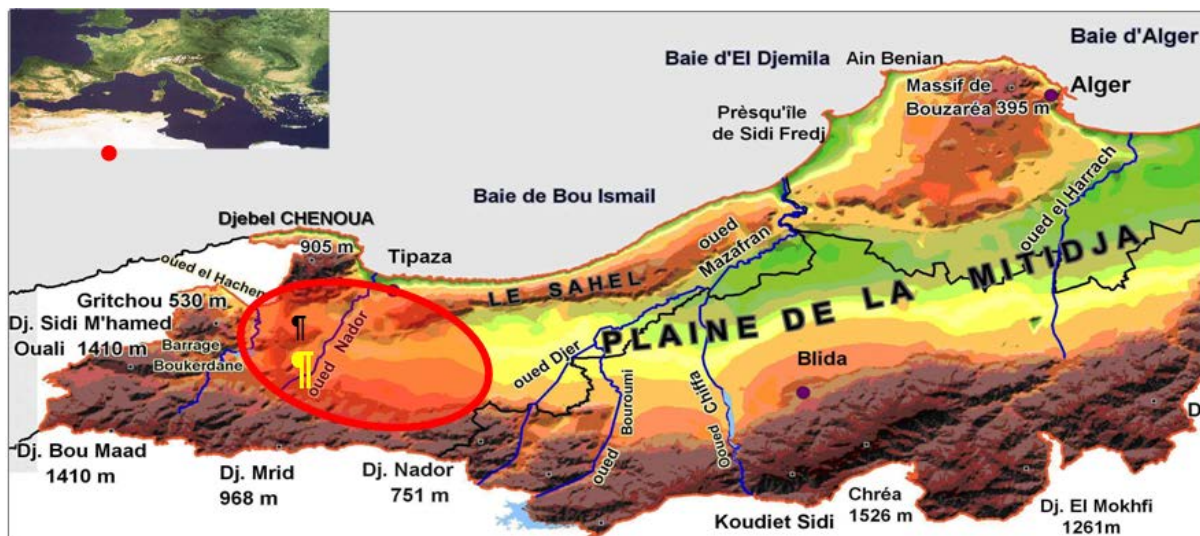 Baie d'Alger
Baie d'El Djemila
Ain Benian
Massif de
Bouzaréa 395 m
Alger
Prèsqu'île
de Sidi Fredj
Baie de Bou Ismail
Djebel CHENOUA
905 m
Tipaza
oued el Hachen
oued
Mazafran
oued el Harrach
LE SAHEL
PLAINE DE LA MITIDJA
Gritchou 530 m
Dj. Sidi M'hamed
Ouali 1410 m
Barrage
Boukerdane
¶
¶
oued Nador
oued Djer
Blida
oued Bouroumi
Ooued Chiffa
Dj. Bou Maad
1410 m
Dj. Mrid
968 m
Dj. Nador
751 m
Koudiet Sidi
Chréa
1526 m
Dj. El Mokhfi
1261m
D